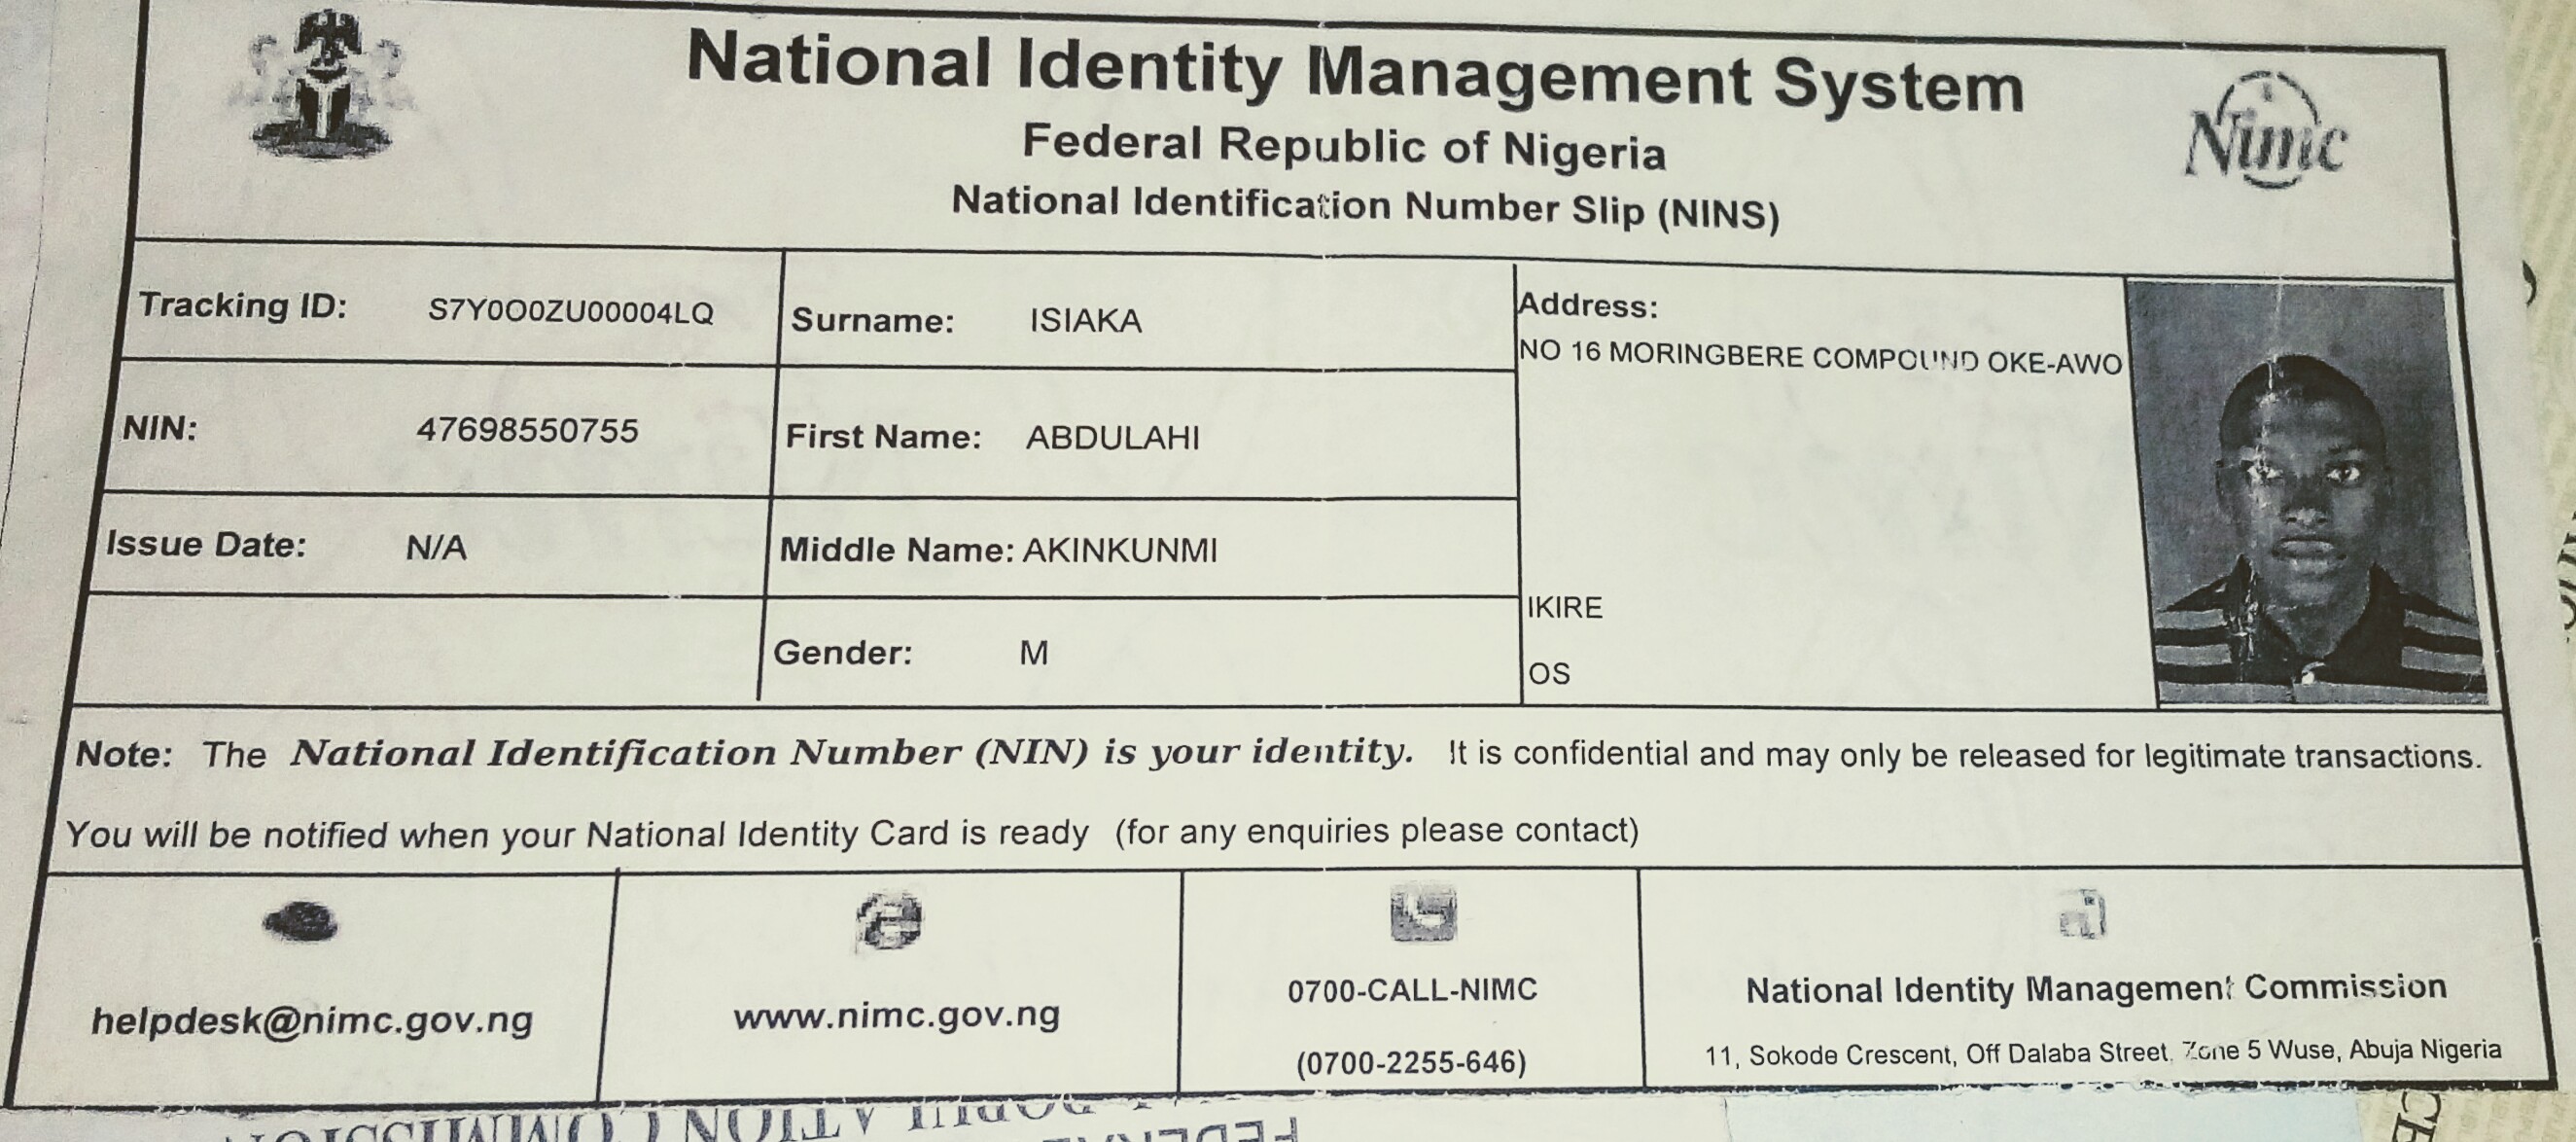 National Identity Management System
Federal Republic of Nigeria
National Identification Number Slip (NINS)
Nimc
Tracking ID: S7Y0O0ZU00004LQ
Surname: ISIAKA
Address:
NO 16 MORINGBERE COMPOUND OKE-AWO
NIN: 47698550755
First Name: ABDULAHI
Issue Date: N/A
Middle Name: AKINKUNMI
IKIRE
Gender: M
OS
Note: The National Identification Number (NIN) is your identity. It is confidential and may only be released for legitimate transactions.
You will be notified when your National Identity Card is ready (for any enquiries please contact)
helpdesk@nimc.gov.ng
www.nimc.gov.ng
0700-CALL-NIMC
(0700-2255-646)
National Identity Management Commission
11, Sokode Crescent, Off Dalaba Street, Zone 5 Wuse, Abuja Nigeria